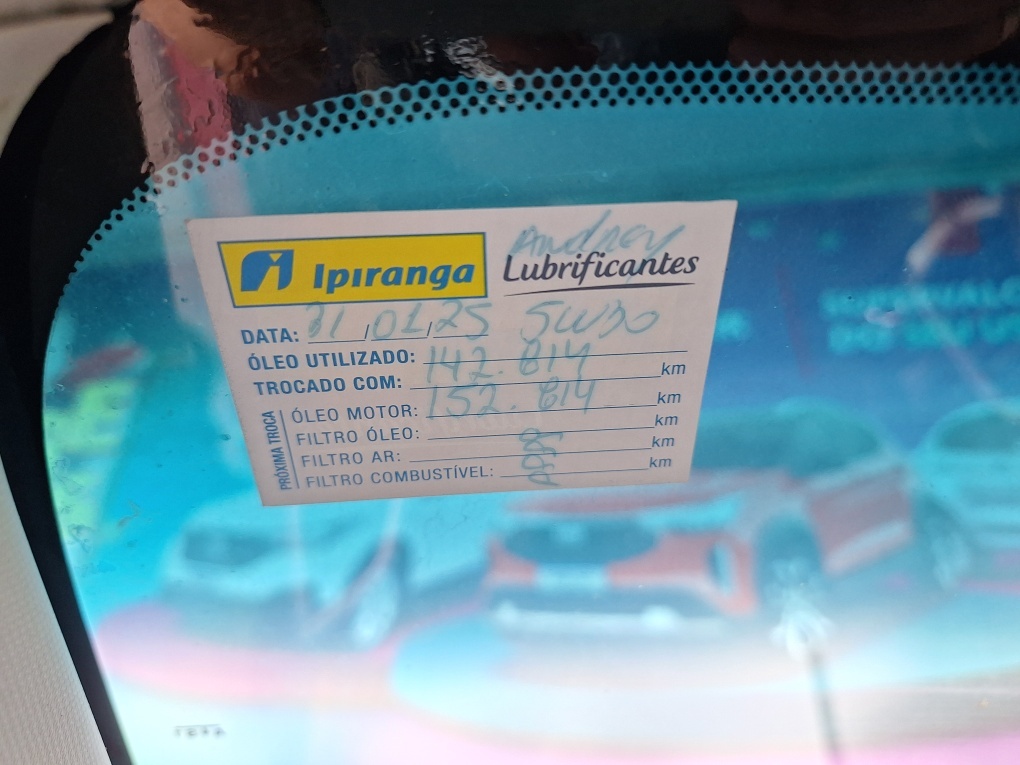 Ipiranga
Andrey
Lubrificantes
DATA: 31/01/25 5W30
ÓLEO UTILIZADO:
TROCADO COM: 142.814 km
PRÓXIMA TROCA
ÓLEO MOTOR: 152.814 km
FILTRO ÓLEO: km
FILTRO AR: km
FILTRO COMBUSTÍVEL: km